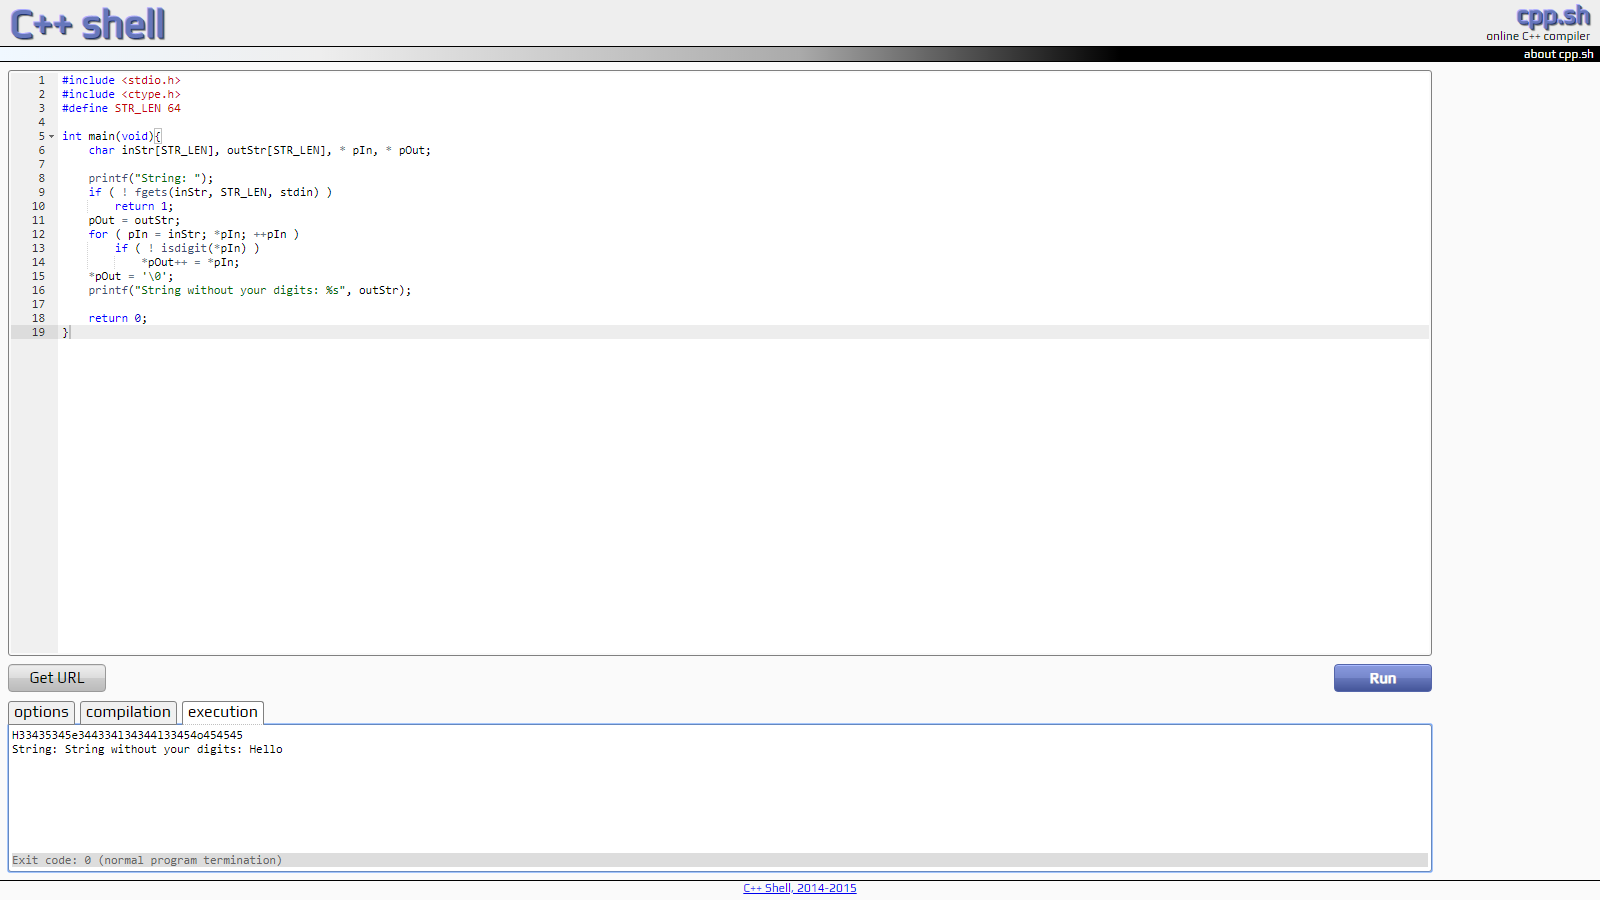 C++ shell
cpp.sh
online C++ compiler
about cpp.sh
1 #include <stdio.h>
2 #include <ctype.h>
3 #define STR_LEN 64
4
5 int main(void){
6     char inStr[STR_LEN], outStr[STR_LEN], * pIn, * pOut;
7
8     printf("String: ");
9     if ( ! fgets(inStr, STR_LEN, stdin) )
10         return 1;
11     pOut = outStr;
12     for ( pIn = inStr; *pIn; ++pIn )
13         if ( ! isdigit(*pIn) )
14             *pOut++ = *pIn;
15     *pOut = '\0';
16     printf("String without your digits: %s", outStr);
17
18     return 0;
19 }
Get URL
Run
options compilation execution
H33435345e344334134344l33454o454545
String: String without your digits: Hello
Exit code: 0 (normal program termination)
C++ Shell, 2014-2015